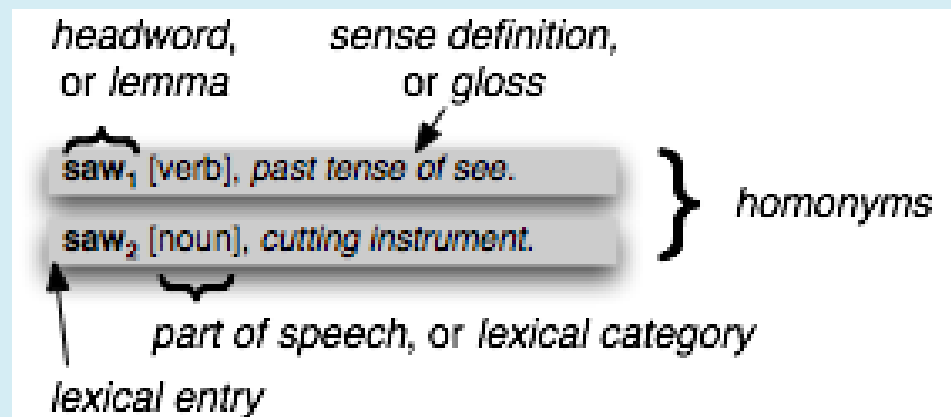 headword, sense definition,
or lemma or gloss
saw₁ [verb], past tense of see.
saw₂ [noun], cutting instrument.
homonyms
part of speech, or lexical category
lexical entry